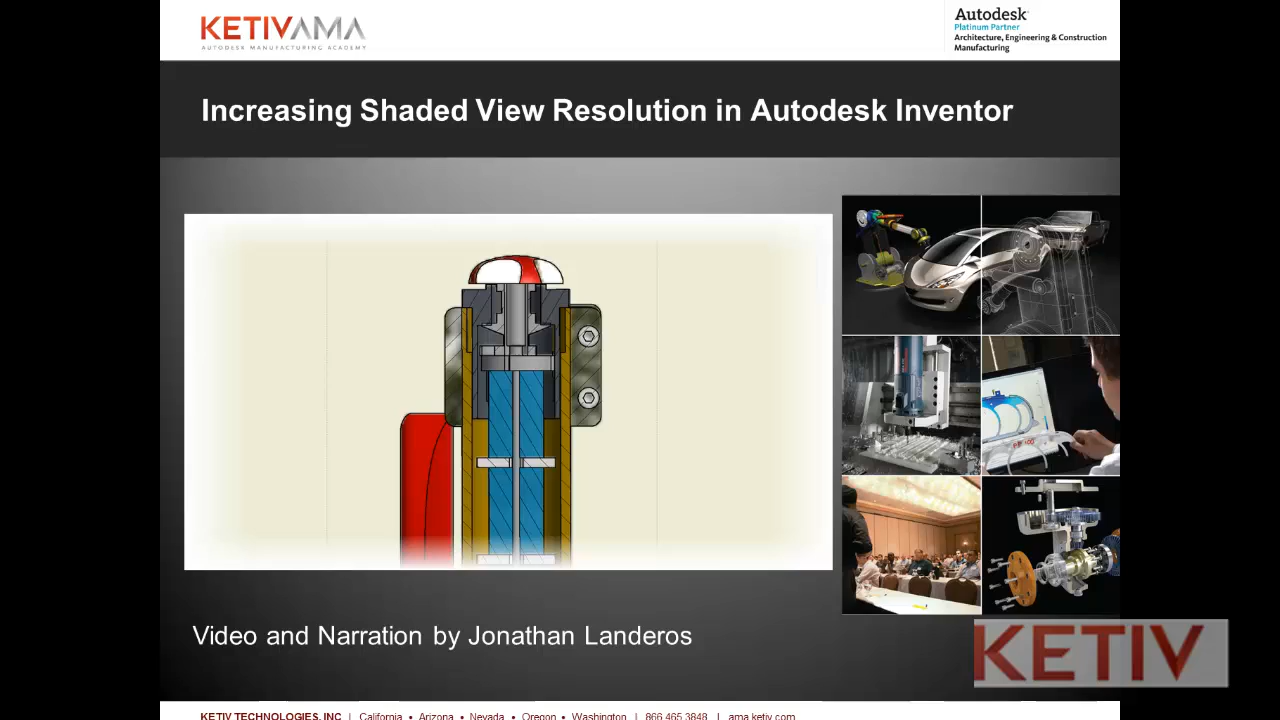 KETIVAMA
AUTODESK MANUFACTURING ACADEMY
Autodesk
Platinum Partner
Architecture, Engineering & Construction
Manufacturing
Increasing Shaded View Resolution in Autodesk Inventor
Video and Narration by Jonathan Landeros
KETIV
KETIV TECHNOLOGIES, INC | California • Arizona • Nevada • Oregon • Washington | 866.465.3848 | ama.ketiv.com